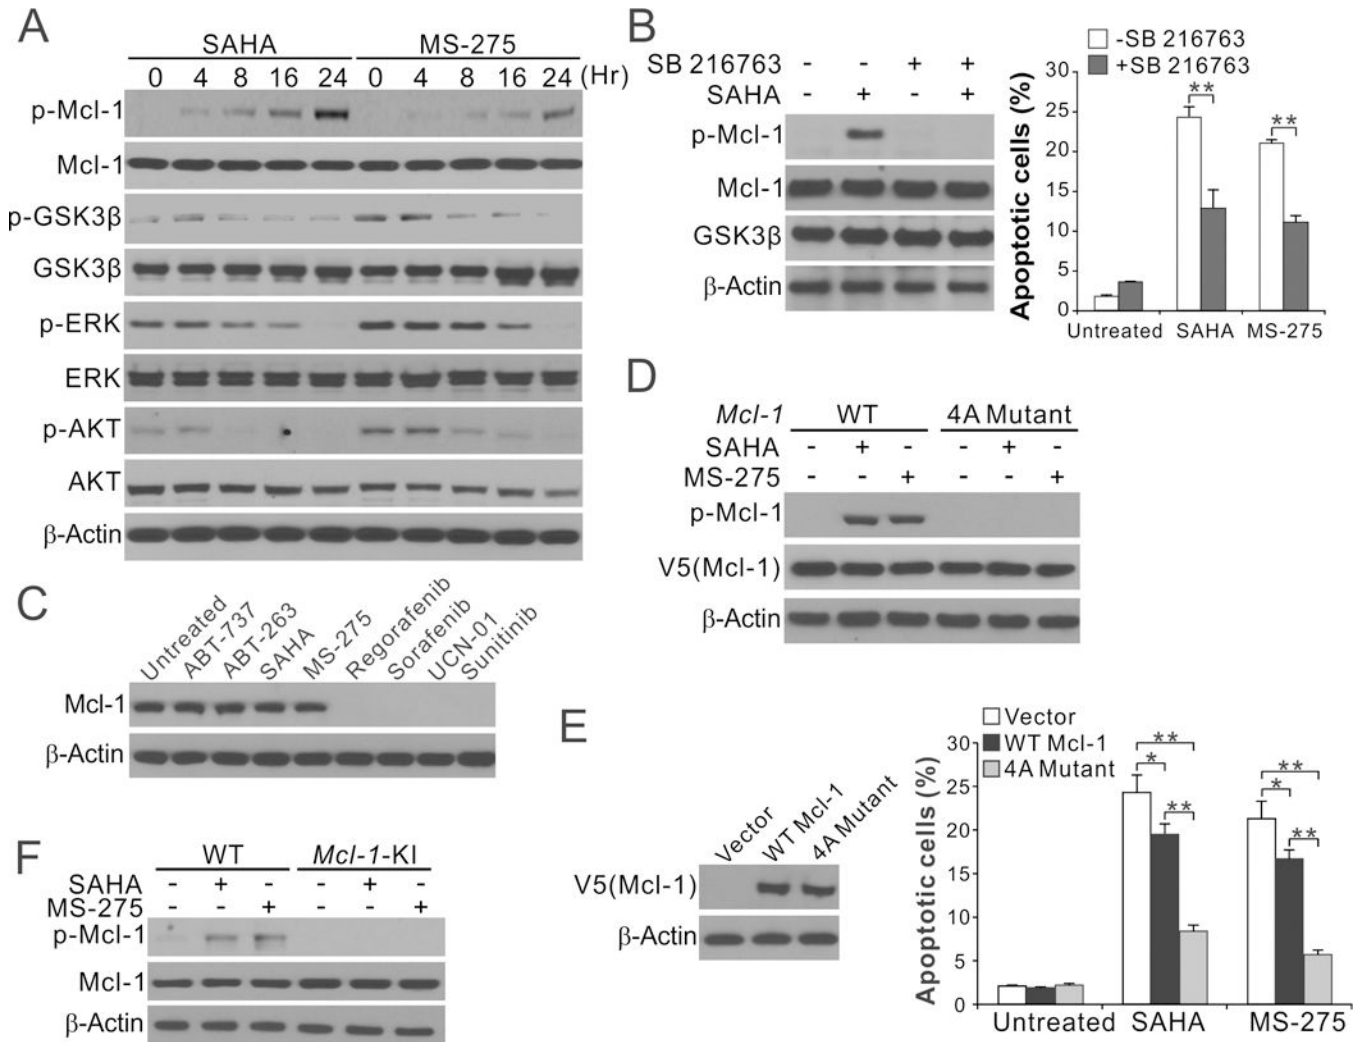 A
SAHA MS-275
0 4 8 16 24 0 4 8 16 24 (Hr)
p-Mcl-1
Mcl-1
p-GSK3β
GSK3β
p-ERK
ERK
p-AKT
AKT
β-Actin
B
SB 216763 - - + +
SAHA - + - +
p-Mcl-1
Mcl-1
GSK3β
β-Actin
-SB 216763
+SB 216763
Apoptotic cells (%)
30
25
20
15
10
5
0
** **
Untreated SAHA MS-275
C
Untreated
ABT-737
ABT-263
SAHA
MS-275
Regorafenib
Sorafenib
UCN-01
Sunitinib
Mcl-1
β-Actin
D
Mcl-1 WT 4A Mutant
SAHA - + - - + -
MS-275 - - + - - +
p-Mcl-1
V5(Mcl-1)
β-Actin
E
Vector
WT Mcl-1
4A Mutant
V5(Mcl-1)
β-Actin
Vector
WT Mcl-1
4A Mutant
Apoptotic cells (%)
30
25
20
15
10
5
0
** **
* *
** **
Untreated SAHA MS-275
F
WT Mcl-1-KI
SAHA - + - - + -
MS-275 - - + - - +
p-Mcl-1
Mcl-1
β-Actin